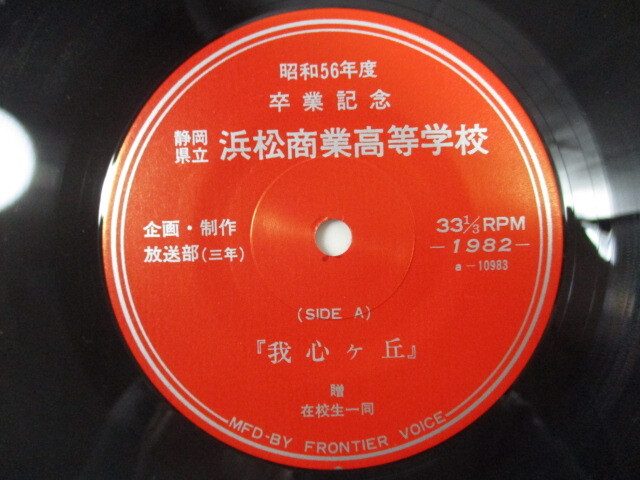 昭和56年度
卒業記念
静岡県立 浜松商業高等学校
企画・制作
放送部(三年)
33⅓RPM
-1982-
a-10983
(SIDE A)
『我心ヶ丘』
贈
在校生一同
MFD-BY FRONTIER VOICE